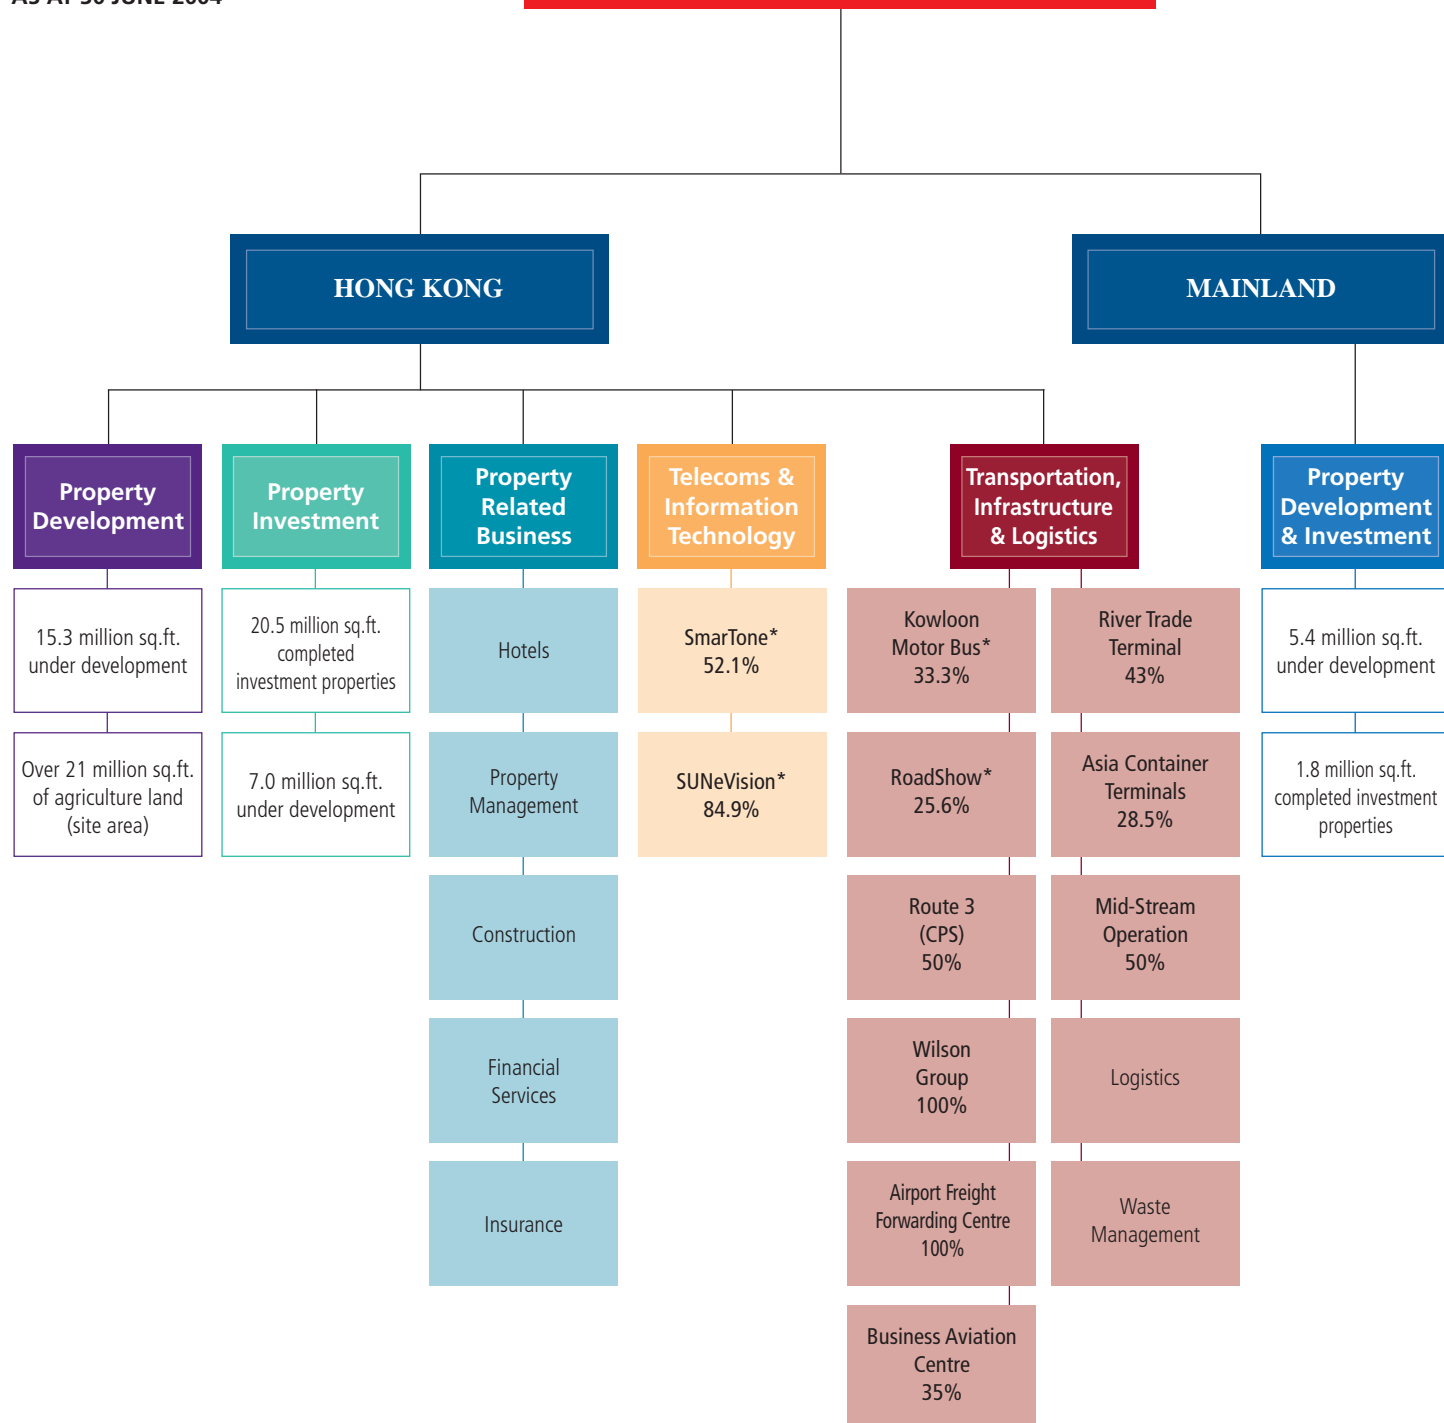 AS AT 30 JUNE 2004
HONG KONG
MAINLAND
Property
Development
Property
Investment
Property
Related
Business
Telecoms &
Information
Technology
Transportation,
Infrastructure
& Logistics
Property
Development
& Investment
15.3 million sq.ft.
under development
Over 21 million sq.ft.
of agriculture land
(site area)
20.5 million sq.ft.
completed
investment properties
7.0 million sq.ft.
under development
Hotels
Property
Management
Construction
Financial
Services
Insurance
SmarTone*
52.1%
SUNeVision*
84.9%
Kowloon
Motor Bus*
33.3%
RoadShow*
25.6%
Route 3
(CPS)
50%
Wilson
Group
100%
Airport Freight
Forwarding Centre
100%
Business Aviation
Centre
35%
River Trade
Terminal
43%
Asia Container
Terminals
28.5%
Mid-Stream
Operation
50%
Logistics
Waste
Management
5.4 million sq.ft.
under development
1.8 million sq.ft.
completed investment
properties